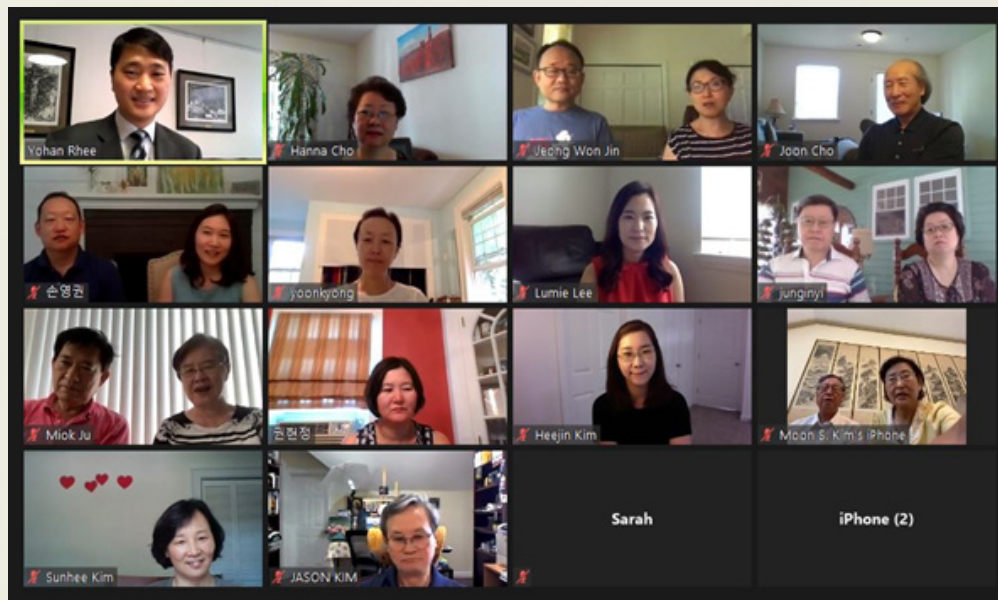 Yohan Rhee
Hanna Cho
Jeong Won Jin
Joon Cho
손영권
yoonkyong
Lumie Lee
junginyi
Miok Ju
권현정
Heejin Kim
Moon S. Kim's iPhone
Sunhee Kim
JASON KIM
Sarah
iPhone (2)